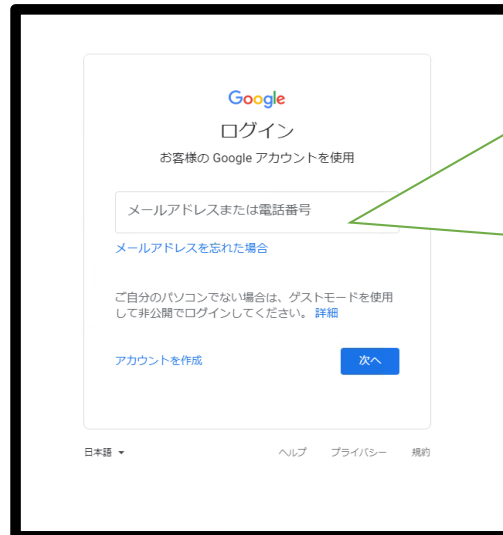 Google
ログイン
お客様の Google アカウントを使用
メールアドレスまたは電話番号
メールアドレスを忘れた場合
ご自分のパソコンでない場合は、ゲストモードを使用
して非公開でログインしてください。 詳細
アカウントを作成 次へ
日本語 ヘルプ プライバシー 規約